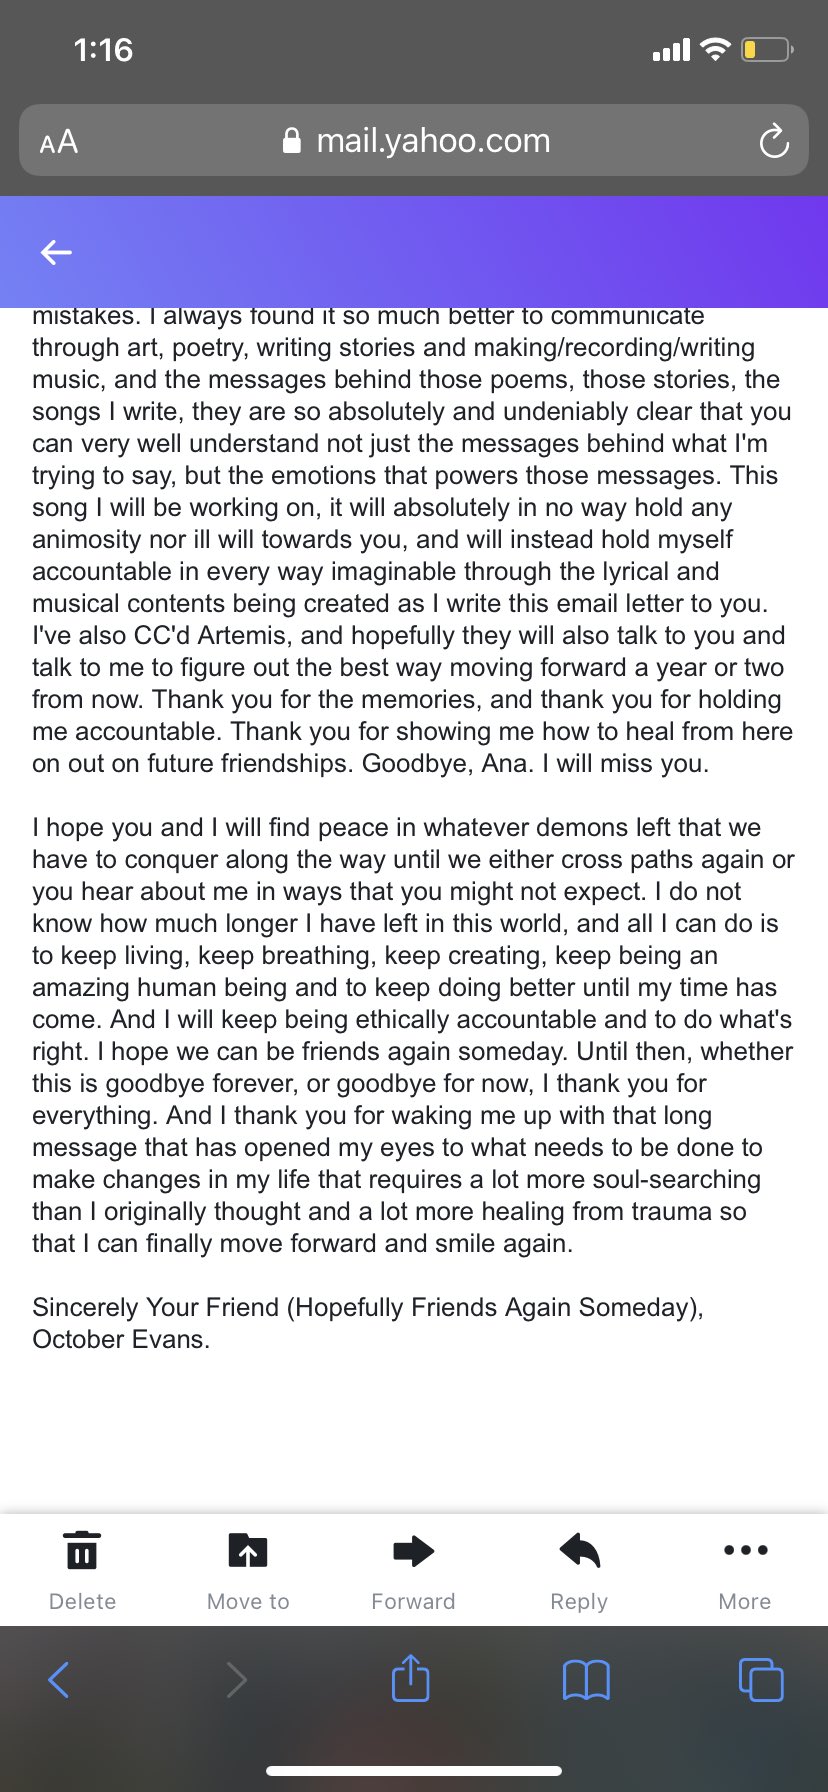 1:16
AA mail.yahoo.com
mistakes. I always found it so much better to communicate
through art, poetry, writing stories and making/recording/writing
music, and the messages behind those poems, those stories, the
songs I write, they are so absolutely and undeniably clear that you
can very well understand not just the messages behind what I'm
trying to say, but the emotions that powers those messages. This
song I will be working on, it will absolutely in no way hold any
animosity nor ill will towards you, and will instead hold myself
accountable in every way imaginable through the lyrical and
musical contents being created as I write this email letter to you.
I've also CC'd Artemis, and hopefully they will also talk to you and
talk to me to figure out the best way moving forward a year or two
from now. Thank you for the memories, and thank you for holding
me accountable. Thank you for showing me how to heal from here
on out on future friendships. Goodbye, Ana. I will miss you.
I hope you and I will find peace in whatever demons left that we
have to conquer along the way until we either cross paths again or
you hear about me in ways that you might not expect. I do not
know how much longer I have left in this world, and all I can do is
to keep living, keep breathing, keep creating, keep being an
amazing human being and to keep doing better until my time has
come. And I will keep being ethically accountable and to do what's
right. I hope we can be friends again someday. Until then, whether
this is goodbye forever, or goodbye for now, I thank you for
everything. And I thank you for waking me up with that long
message that has opened my eyes to what needs to be done to
make changes in my life that requires a lot more soul-searching
than I originally thought and a lot more healing from trauma so
that I can finally move forward and smile again.
Sincerely Your Friend (Hopefully Friends Again Someday),
October Evans.
Delete Move to Forward Reply More